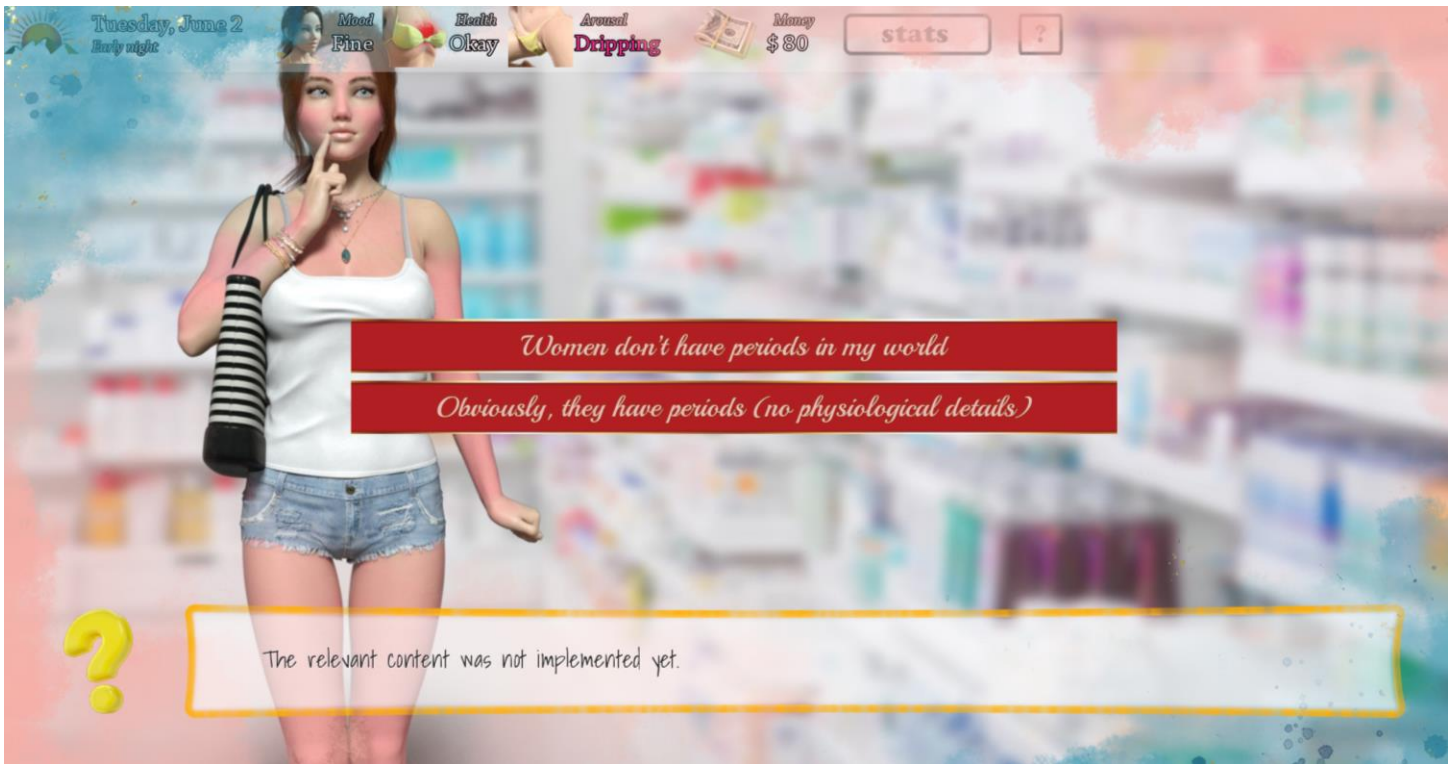 Tuesday, June 2
Early night
Mood
Fine
Health
Okay
Arousal
Dripping
Money
$ 80
stats
?
Women don't have periods in my world
Obviously, they have periods (no physiological details)
?
The relevant content was not implemented yet.